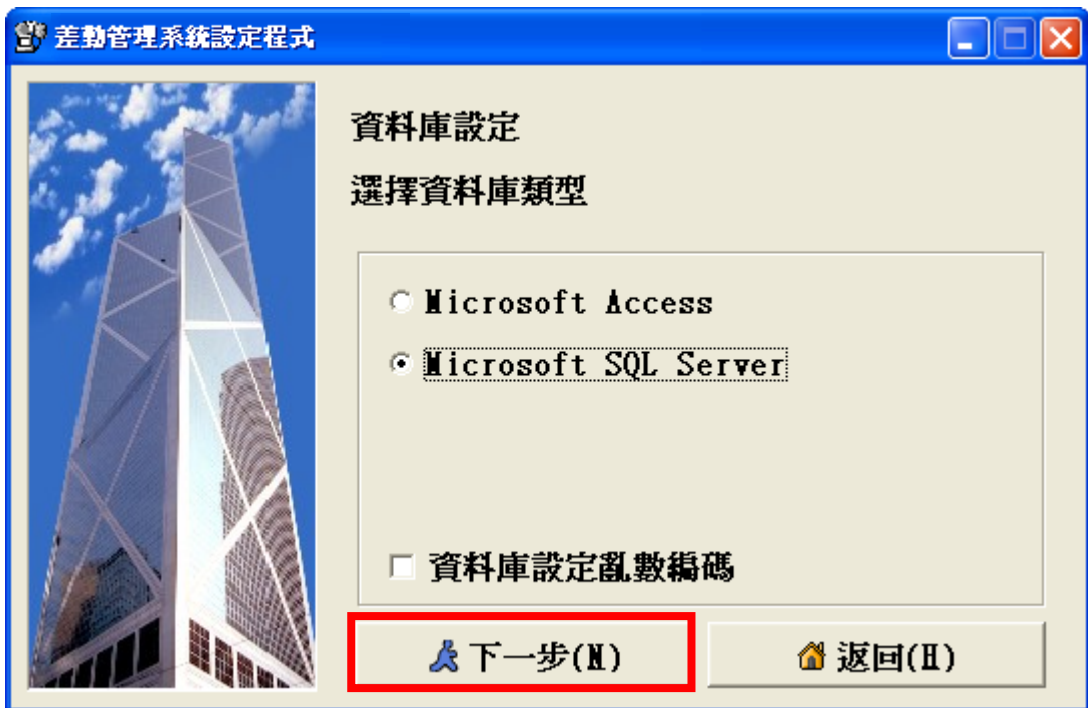 差勤管理系統設定程式
資料庫設定
選擇資料庫類型
Microsoft Access
Microsoft SQL Server
資料庫設定亂數編碼
下一步(N)
返回(H)